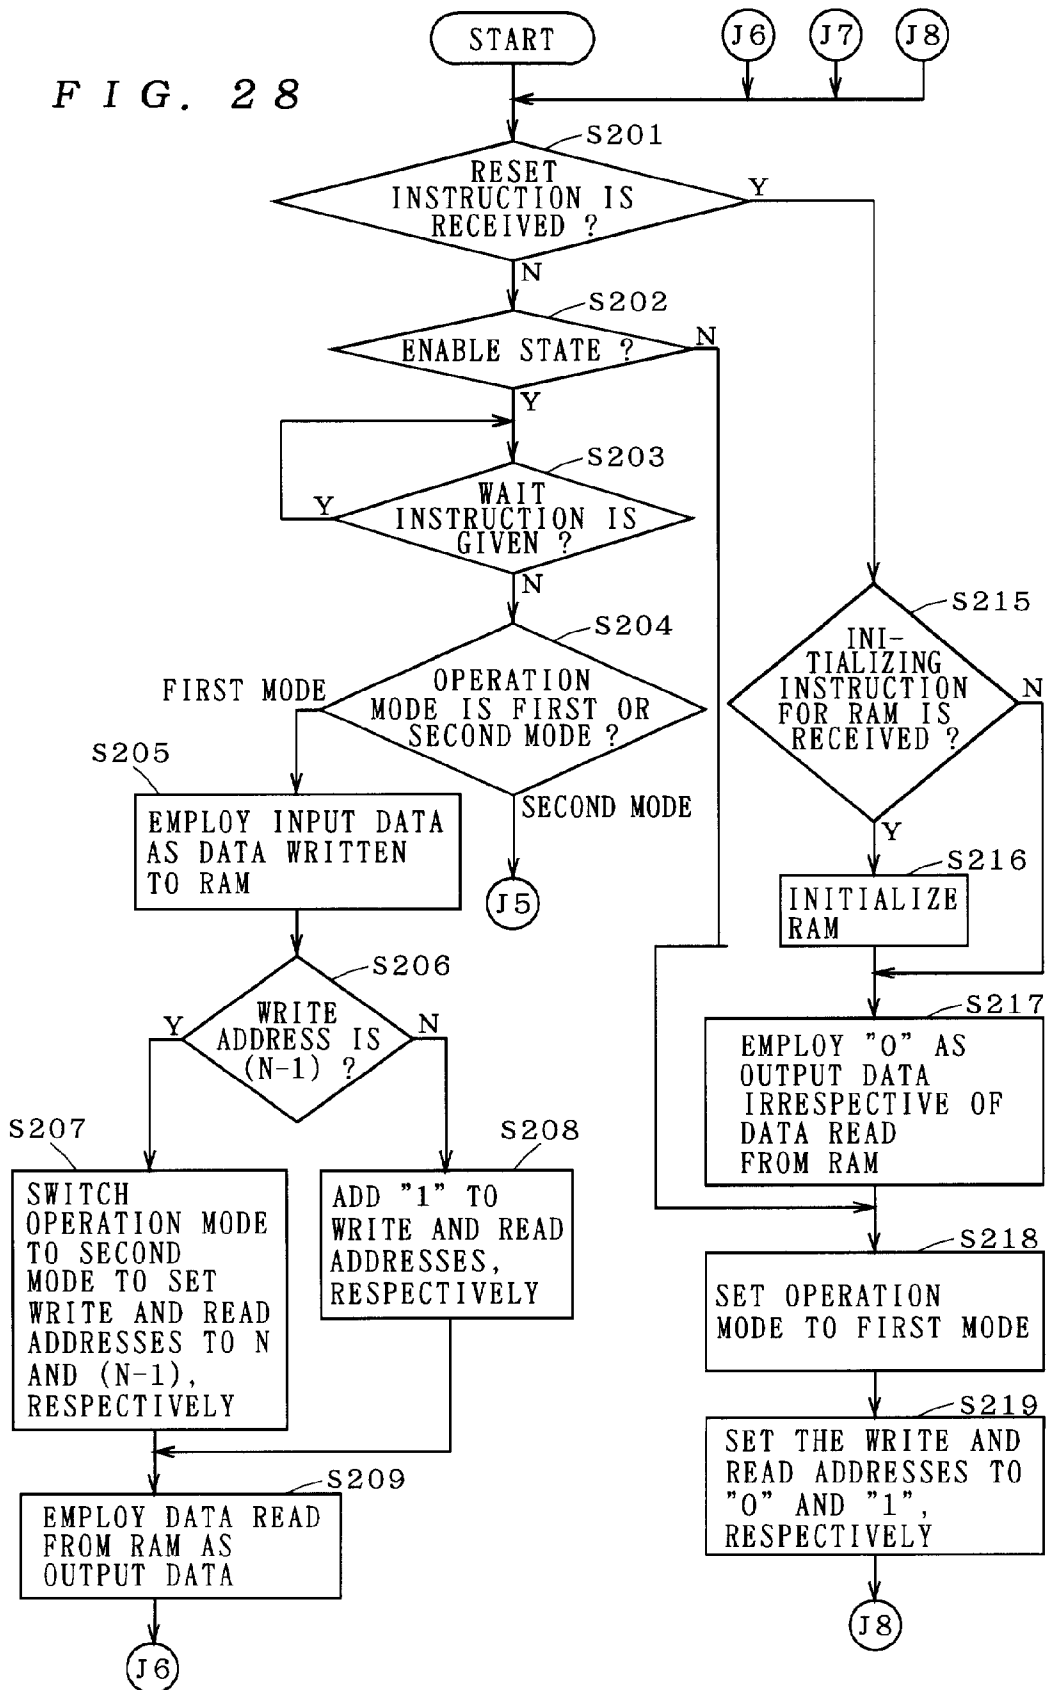 FIG. 28
START
J6
J7
J8
S201
RESET
INSTRUCTION IS
RECEIVED ?
Y
N
S202
ENABLE STATE ?
N
Y
S203
WAIT
INSTRUCTION IS
GIVEN ?
Y
N
S204
OPERATION
MODE IS FIRST OR
SECOND MODE ?
FIRST MODE
SECOND MODE
J5
S205
EMPLOY INPUT DATA
AS DATA WRITTEN
TO RAM
S206
WRITE
ADDRESS IS
(N-1) ?
Y
N
S207
SWITCH
OPERATION MODE
TO SECOND
MODE TO SET
WRITE AND READ
ADDRESSES TO N
AND (N-1),
RESPECTIVELY
S208
ADD "1" TO
WRITE AND READ
ADDRESSES,
RESPECTIVELY
S209
EMPLOY DATA READ
FROM RAM AS
OUTPUT DATA
J6
S215
INI-
TIALIZING
INSTRUCTION
FOR RAM IS
RECEIVED ?
N
Y
S216
INITIALIZE
RAM
S217
EMPLOY "0" AS
OUTPUT DATA
IRRESPECTIVE OF
DATA READ
FROM RAM
S218
SET OPERATION
MODE TO FIRST MODE
S219
SET THE WRITE AND
READ ADDRESSES TO
"0" AND "1",
RESPECTIVELY
J8